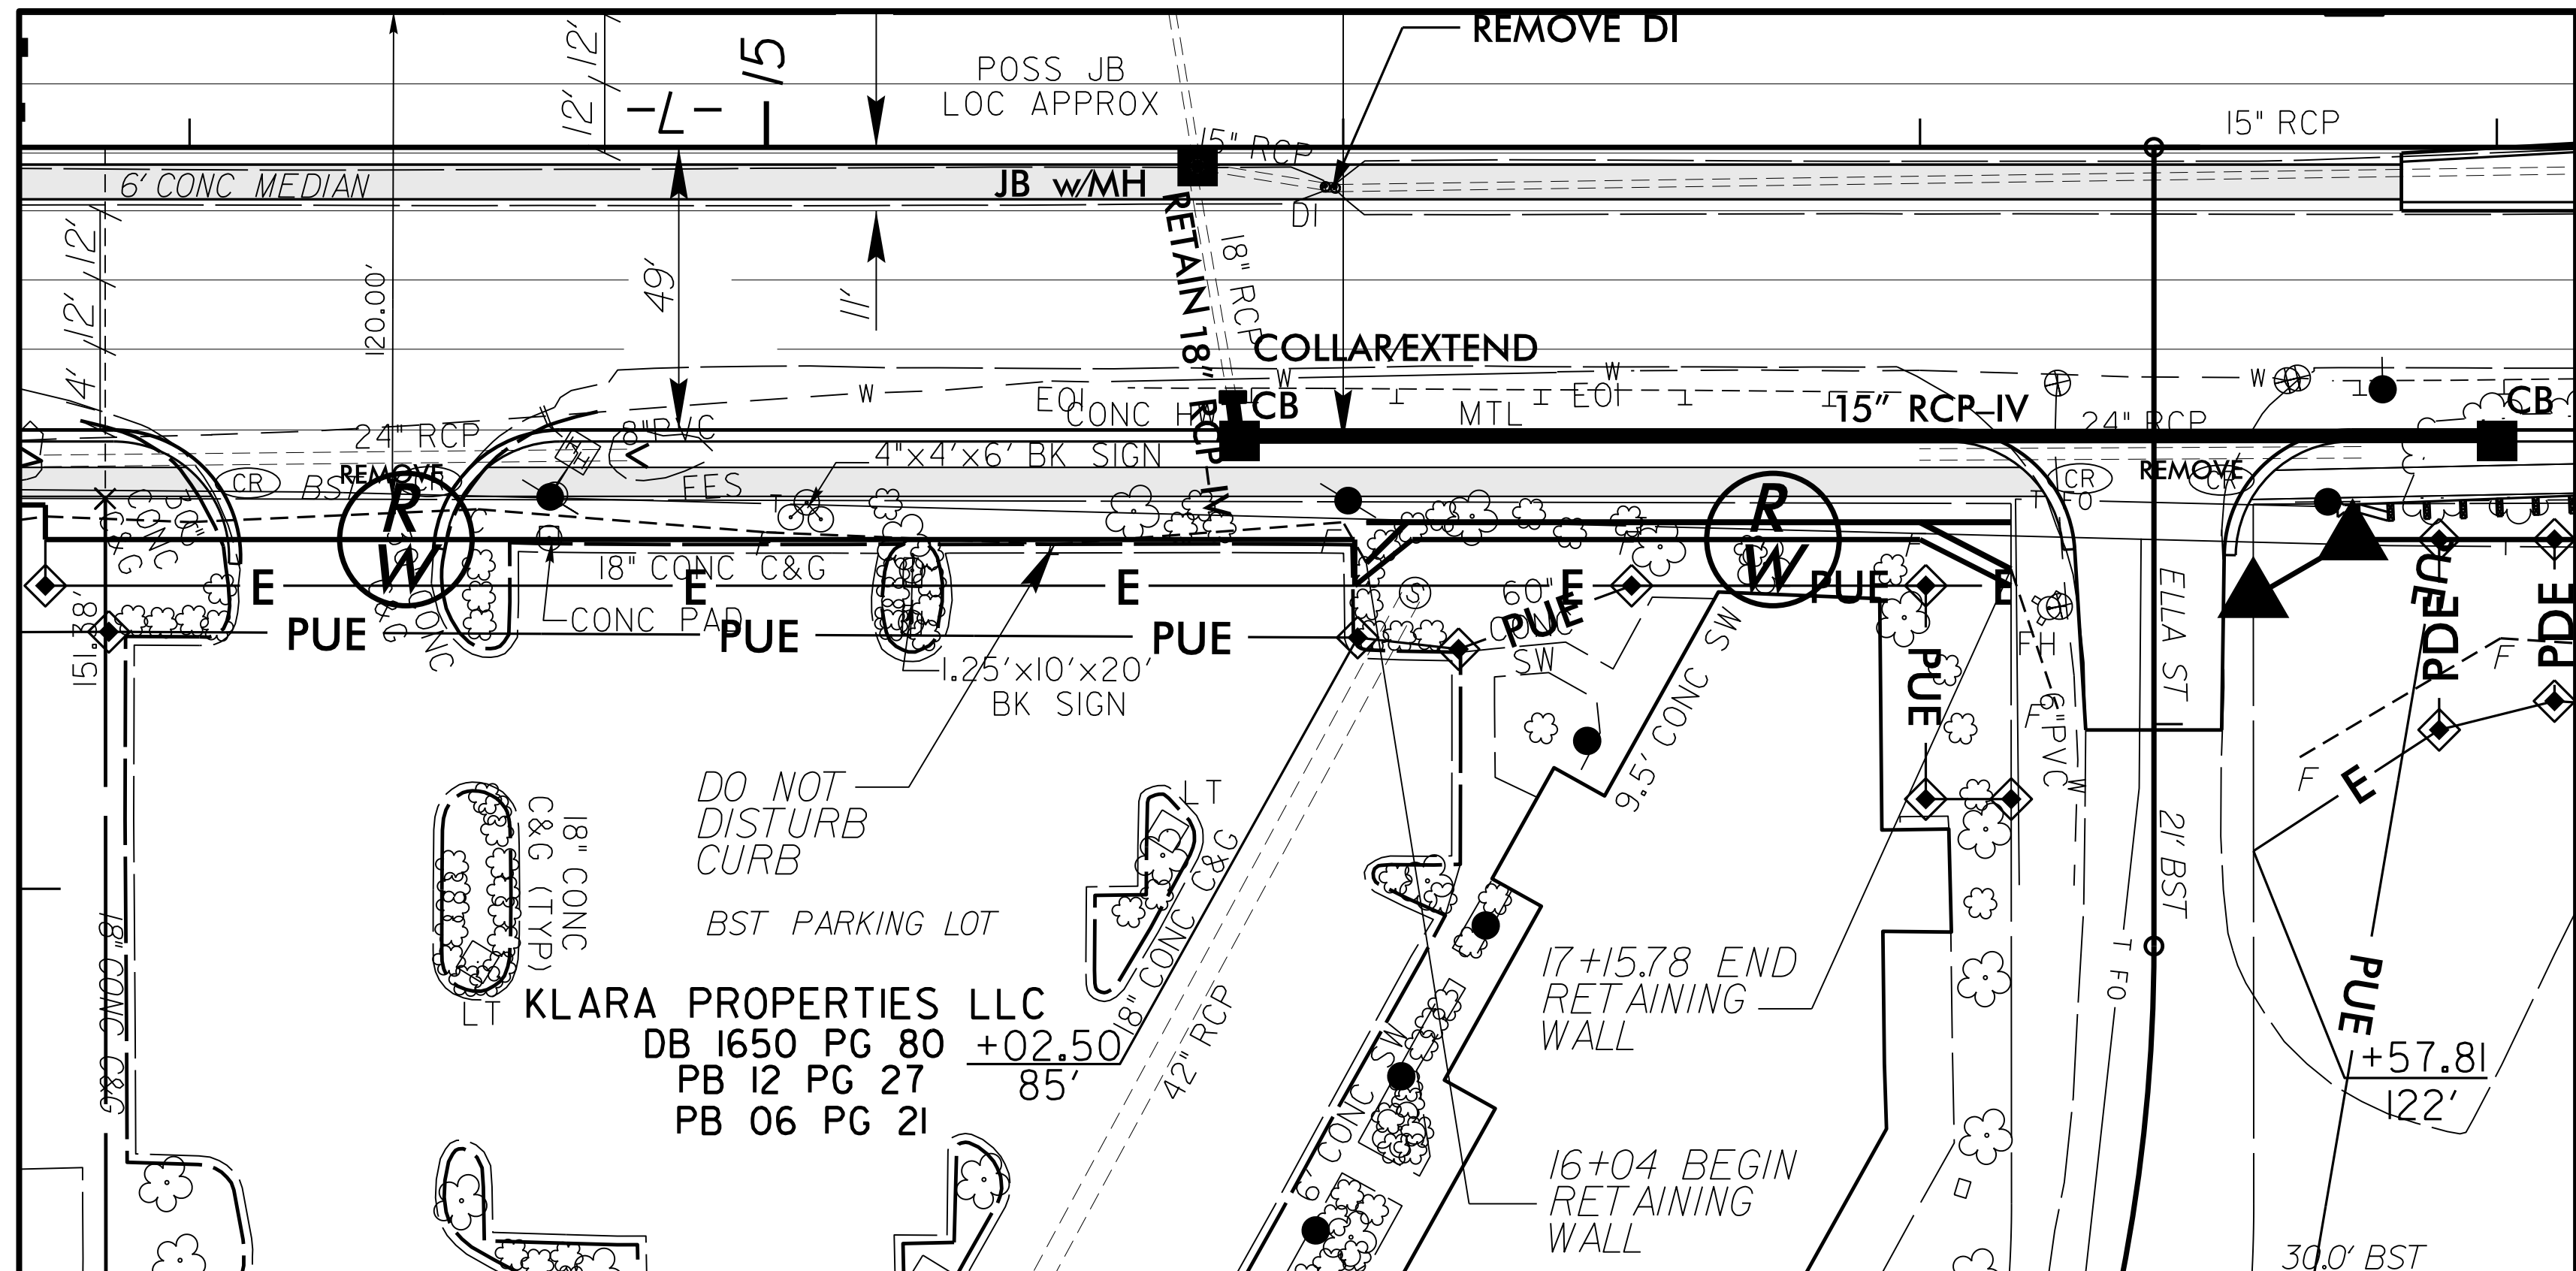 REMOVE DI
12' 12'
15
-L-
POSS JB
LOC APPROX
15" RCP
15" RCP
6' CONC MEDIAN
JB w/MH
DI
12' 12'
4'
120.00'
49'
11'
RETAIN 18" RCP-IV
18" RCP
COLLAR/EXTEND
W
W
W
W
EOI
CONC HW
CB
MTL
EOI
15" RCP-IV
24" RCP
CB
24" RCP
8" PVC
4"x4'x6' BK SIGN
CR
REMOVE
FES
T
CR
REMOVE
CR
T FO
R
W
R
W
30" CONC C&G
18" CONC C&G
E
E
E
E
E
PUE
PUE
PUE
PUE
PUE
60"
CONC
SW
S
CONC PAD
1.25'x10'x20'
BK SIGN
151.38'
FH
ELLA ST
PUE
PDE
PDE
PUE
F
F
F
6" PVC
W
9.5' CONC SW
DO NOT
DISTURB
CURB
LT
18" CONC
C&G (TYP)
BST PARKING LOT
18" CONC C&G
18" CONC C&G
LT
KLARA PROPERTIES LLC
DB 1650 PG 80
PB 12 PG 27
PB 06 PG 21
+02.50
85'
42" RCP
17+15.78 END
RETAINING
WALL
21' BST
T FO
E
PUE
+57.81
122'
6' CONC SW
16+04 BEGIN
RETAINING
WALL
30.0' BST